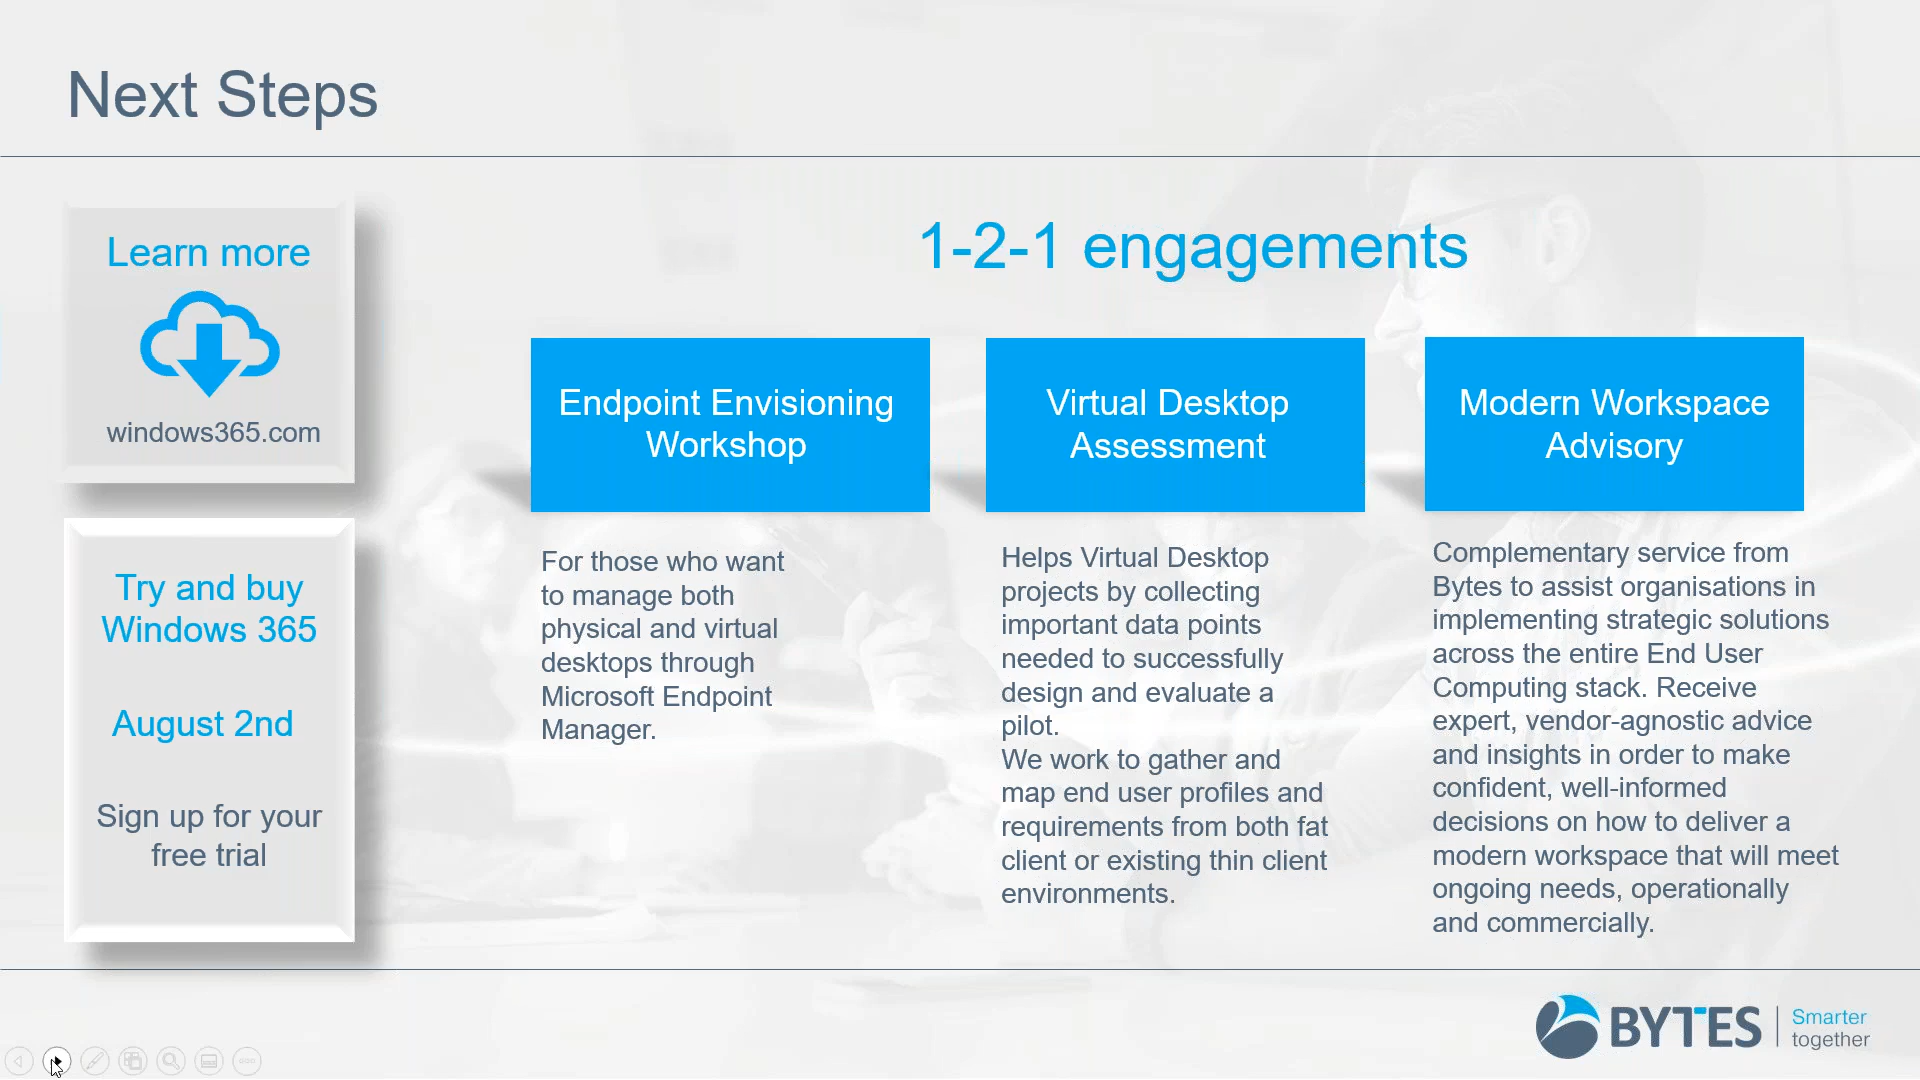 Next Steps
Learn more
windows365.com
Try and buy
Windows 365
August 2nd
Sign up for your
free trial
1-2-1 engagements
Endpoint Envisioning
Workshop
For those who want
to manage both
physical and virtual
desktops through
Microsoft Endpoint
Manager.
Virtual Desktop
Assessment
Helps Virtual Desktop
projects by collecting
important data points
needed to successfully
design and evaluate a
pilot.
We work to gather and
map end user profiles and
requirements from both fat
client or existing thin client
environments.
Modern Workspace
Advisory
Complementary service from
Bytes to assist organisations in
implementing strategic solutions
across the entire End User
Computing stack. Receive
expert, vendor-agnostic advice
and insights in order to make
confident, well-informed
decisions on how to deliver a
modern workspace that will meet
ongoing needs, operationally
and commercially.
BYTES
Smarter
together